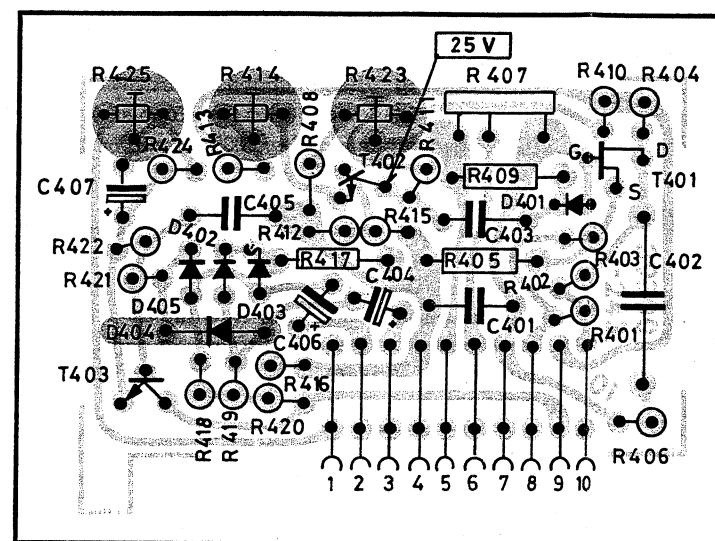 25 V
R425 R414 R423 R407 R410 R404
R408
R413
R411
R424
T402
G D
C407
R409
T401
S
C405
D401
D402
R412
R415
C403
R422
S
R417
R405
R403
C402
R421
C404
R402
D405
D403
C401
D404
C406
R401
T403
R416
R418
R419
R420
R406
1 2 3 4 5 6 7 8 9 10